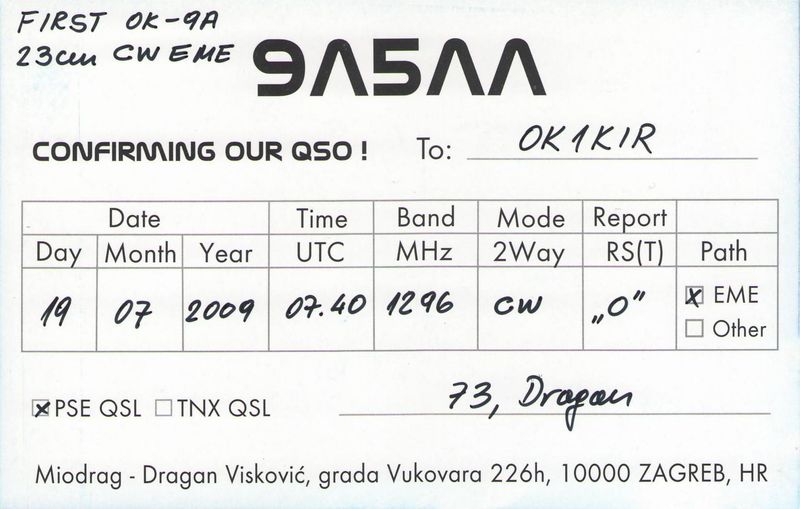 FIRST OK-9A
23cm CW EME
9A5AA
CONFIRMING OUR QSO !
To: OK1KIR
Date Time Band Mode Report
Day Month Year UTC MHz 2Way RS(T) Path
19 07 2009 07.40 1296 CW „O” EME
Other
PSE QSL TNX QSL 73, Dragan
Miodrag - Dragan Visković, grada Vukovara 226h, 10000 ZAGREB, HR